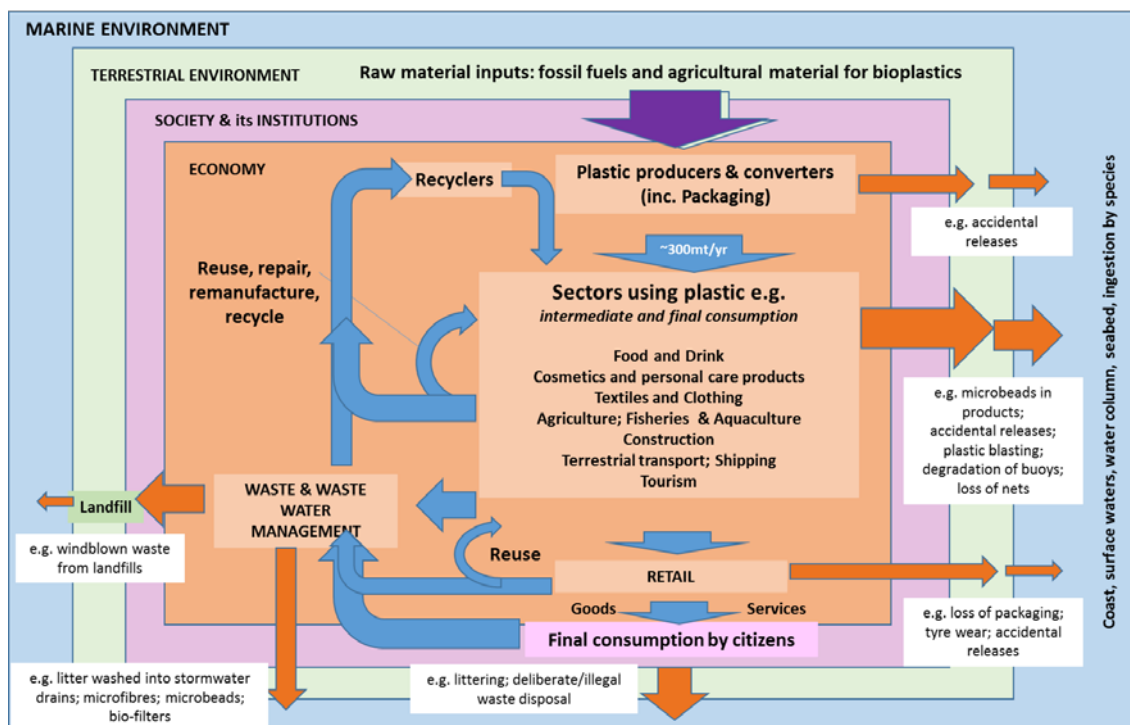 MARINE ENVIRONMENT
TERRESTRIAL ENVIRONMENT
Raw material inputs: fossil fuels and agricultural material for bioplastics
SOCIETY & its INSTITUTIONS
ECONOMY
Recyclers
Plastic producers & converters
(inc. Packaging)
e.g. accidental
releases
~300mt/yr
Reuse, repair,
remanufacture,
recycle
Sectors using plastic e.g.
intermediate and final consumption
Food and Drink
Cosmetics and personal care products
Textiles and Clothing
Agriculture; Fisheries & Aquaculture
Construction
Terrestrial transport; Shipping
Tourism
e.g. microbeads in
products;
accidental releases;
plastic blasting;
degradation of buoys;
loss of nets
Coast, surface waters, water column, seabed, ingestion by species
Landfill
WASTE & WASTE
WATER
MANAGEMENT
e.g. windblown waste
from landfills
Reuse
RETAIL
Goods
Services
Final consumption by citizens
e.g. loss of packaging;
tyre wear; accidental
releases
e.g. litter washed into stormwater
drains; microfibres; microbeads;
bio-filters
e.g. littering; deliberate/illegal
waste disposal